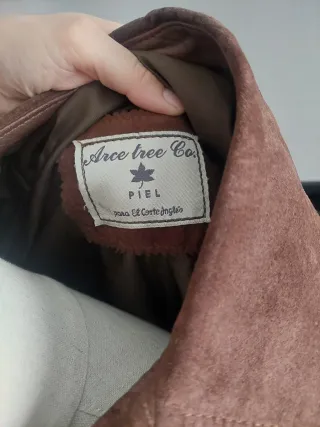 Arce tree Co.
PIEL
PARA El Corte Inglés